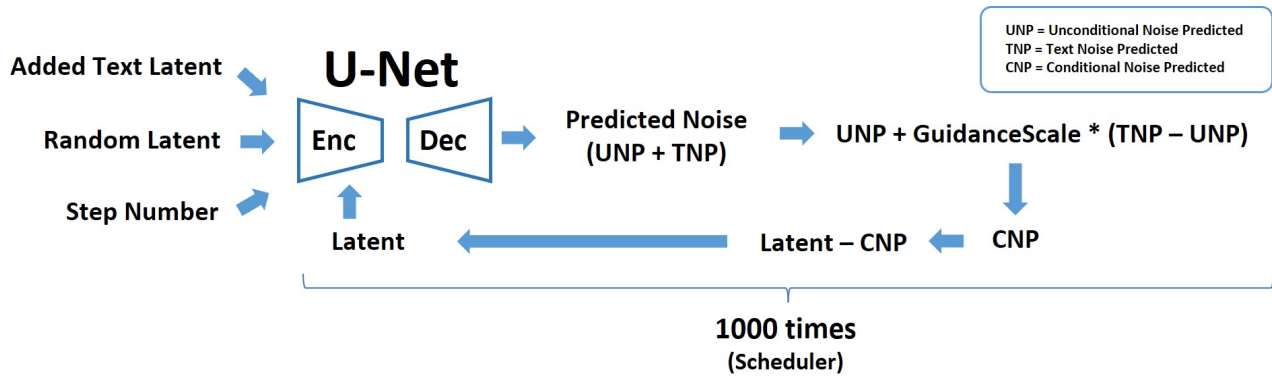 UNP = Unconditional Noise Predicted
TNP = Text Noise Predicted
CNP = Conditional Noise Predicted
U-Net
Added Text Latent
Random Latent
Step Number
Enc
Dec
Predicted Noise
(UNP + TNP)
UNP + GuidanceScale * (TNP – UNP)
Latent
Latent – CNP
CNP
1000 times
(Scheduler)